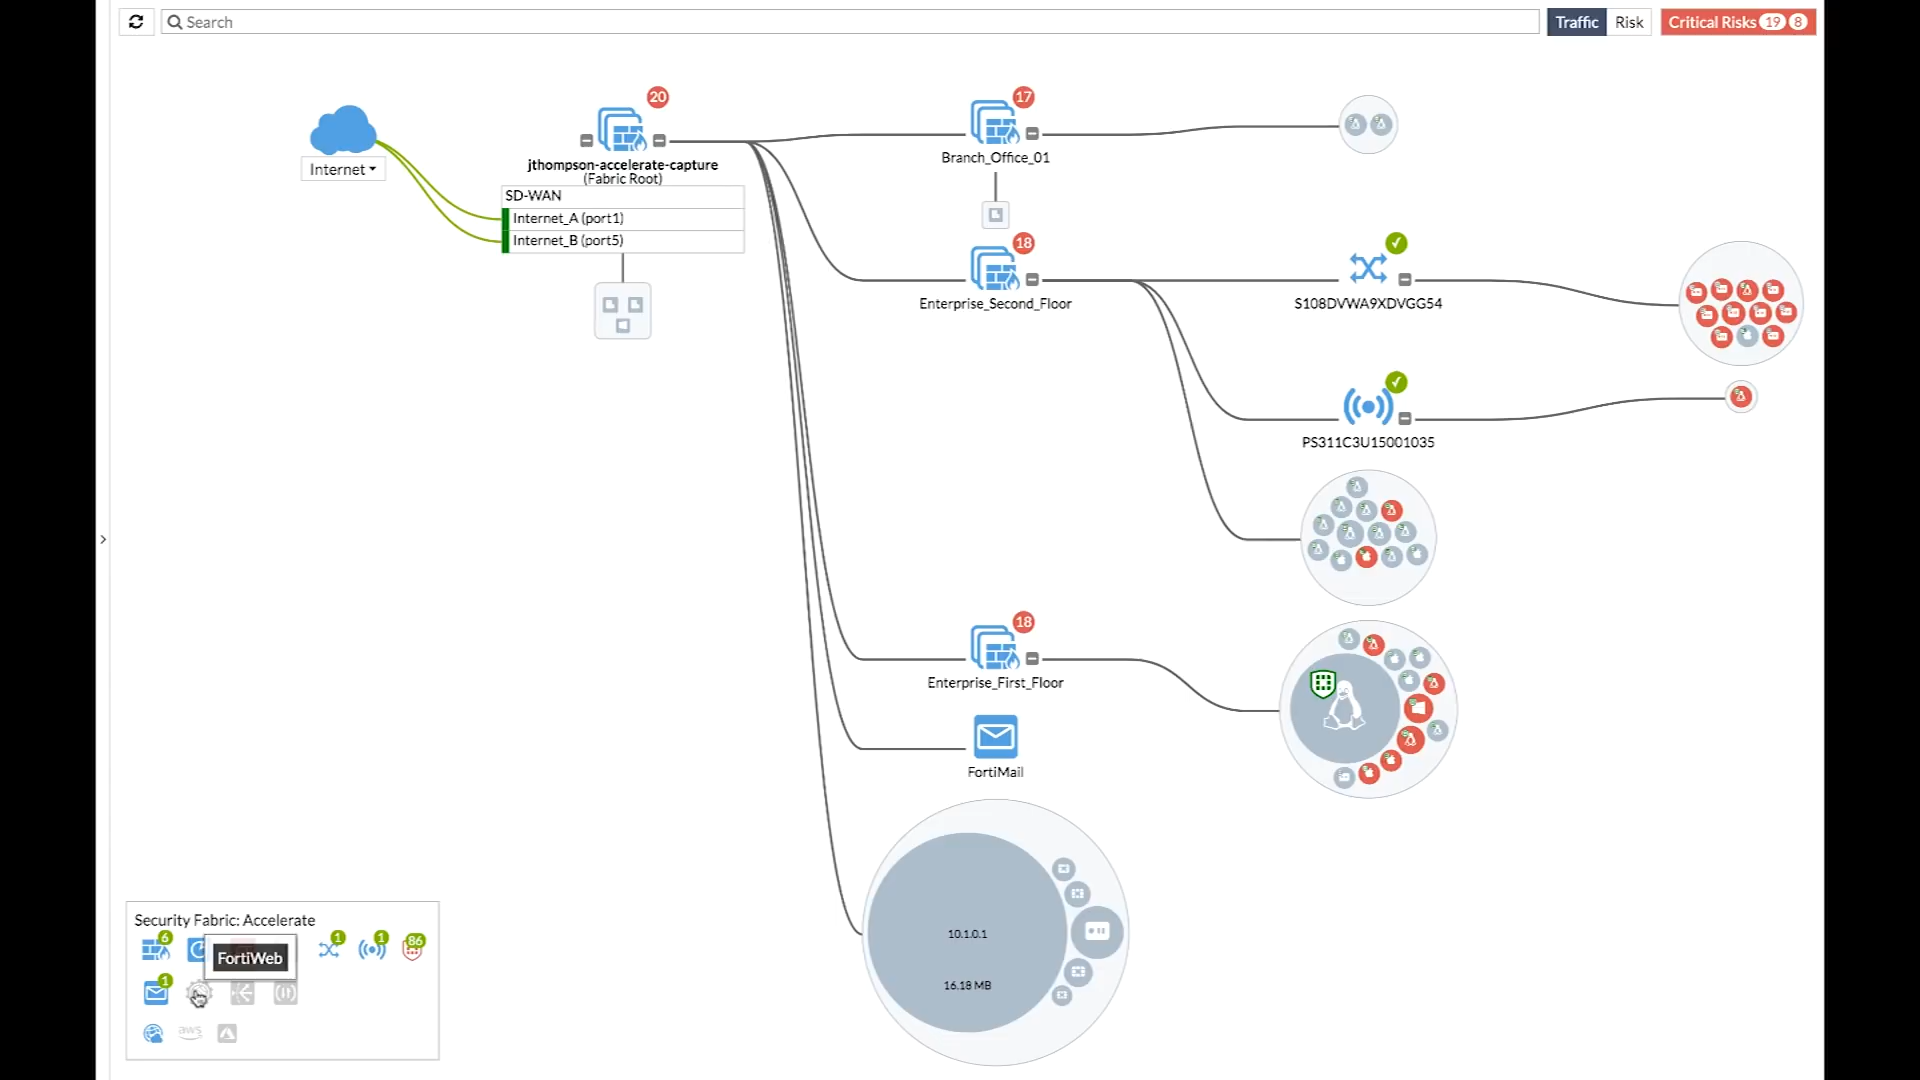 Search
Traffic
Risk
Critical Risks 19 8
20
17
Internet
jthompson-accelerate-capture
(Fabric Root)
Branch_Office_01
SD-WAN
Internet_A (port1)
Internet_B (port5)
18
Enterprise_Second_Floor
S108DVWA9XDVGG54
PS311C3U15001035
18
Enterprise_First_Floor
FortiMail
10.1.0.1
16.18 MB
Security Fabric: Accelerate
6
1
1
86
FortiWeb
1
aws